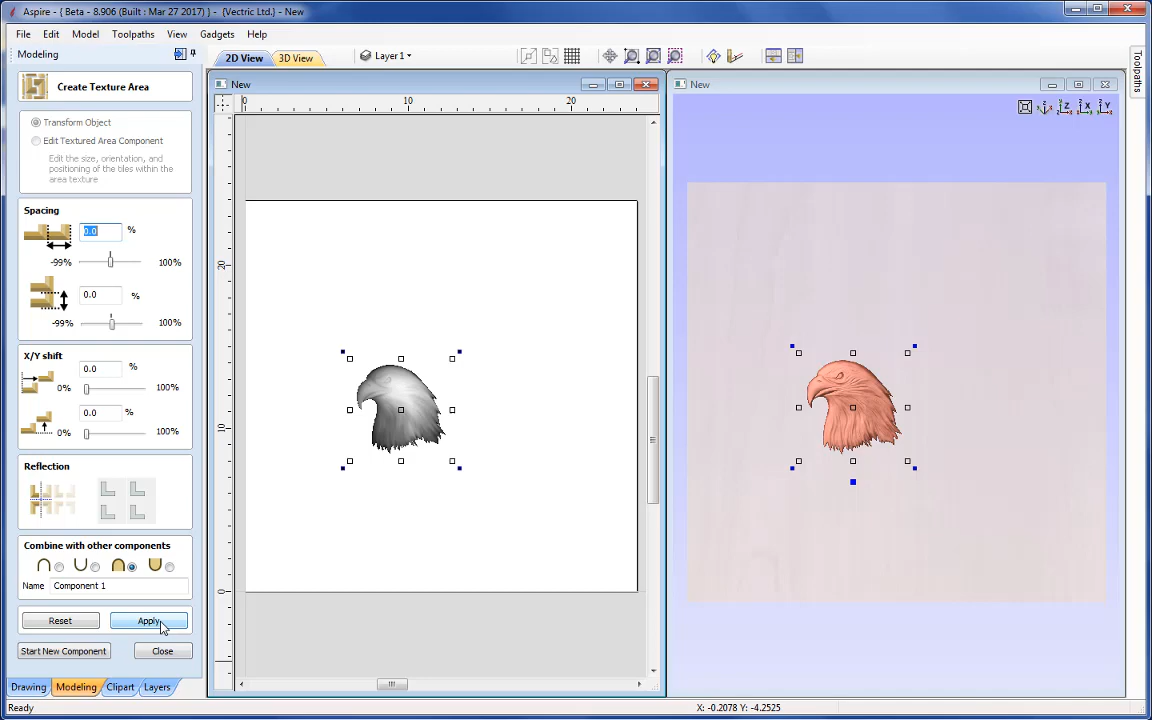 Aspire - { Beta - 8.906 (Built : Mar 27 2017) } - {Vectric Ltd.} - New
File Edit Model Toolpaths View Gadgets Help
Modeling
2D View 3D View Layer1
Toolpaths
Create Texture Area
Transform Object
Edit Textured Area Component
Edit the size, orientation, and
positioning of the tiles within the
area texture
Spacing
0.0 %
-99% 100%
0.0 %
-99% 100%
X/Y shift
0.0 %
0% 100%
0.0 %
0% 100%
Reflection
Combine with other components
Name Component 1
Reset Apply
Start New Component Close
Drawing Modeling Clipart Layers
New
0 10 20
20
10
0
New
Z X Y
Ready X: -0.2078 Y: -4.2525